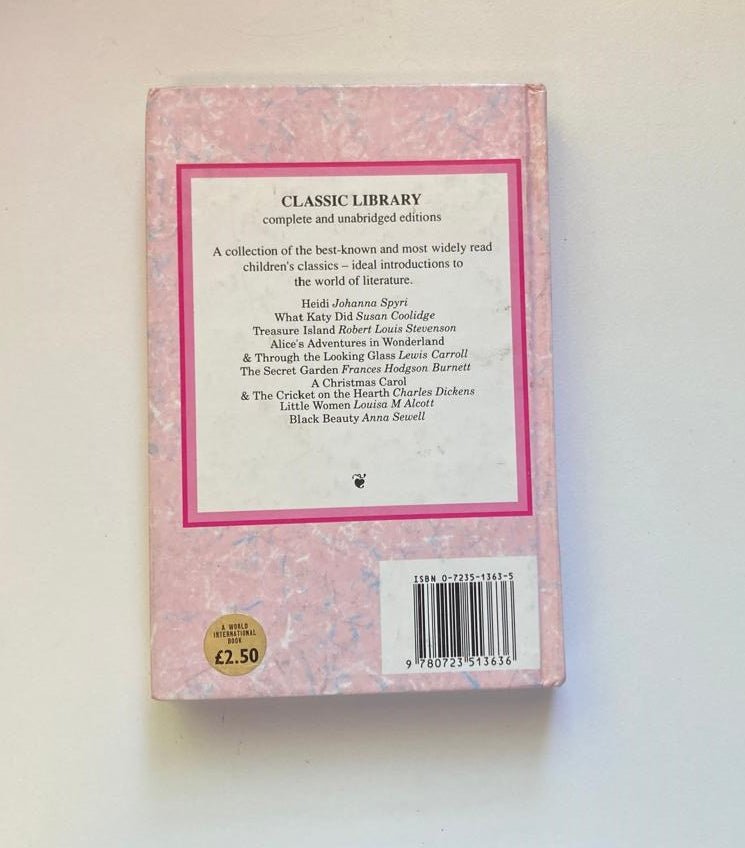 CLASSIC LIBRARY
complete and unabridged editions
A collection of the best-known and most widely read
children's classics – ideal introductions to
the world of literature.
Heidi Johanna Spyri
What Katy Did Susan Coolidge
Treasure Island Robert Louis Stevenson
Alice's Adventures in Wonderland
& Through the Looking Glass Lewis Carroll
The Secret Garden Frances Hodgson Burnett
A Christmas Carol
& The Cricket on the Hearth Charles Dickens
Little Women Louisa M Alcott
Black Beauty Anna Sewell
ISBN 0-7235-1363-5
9 780723 513636
A WORLD
INTERNATIONAL
BOOK
£2.50